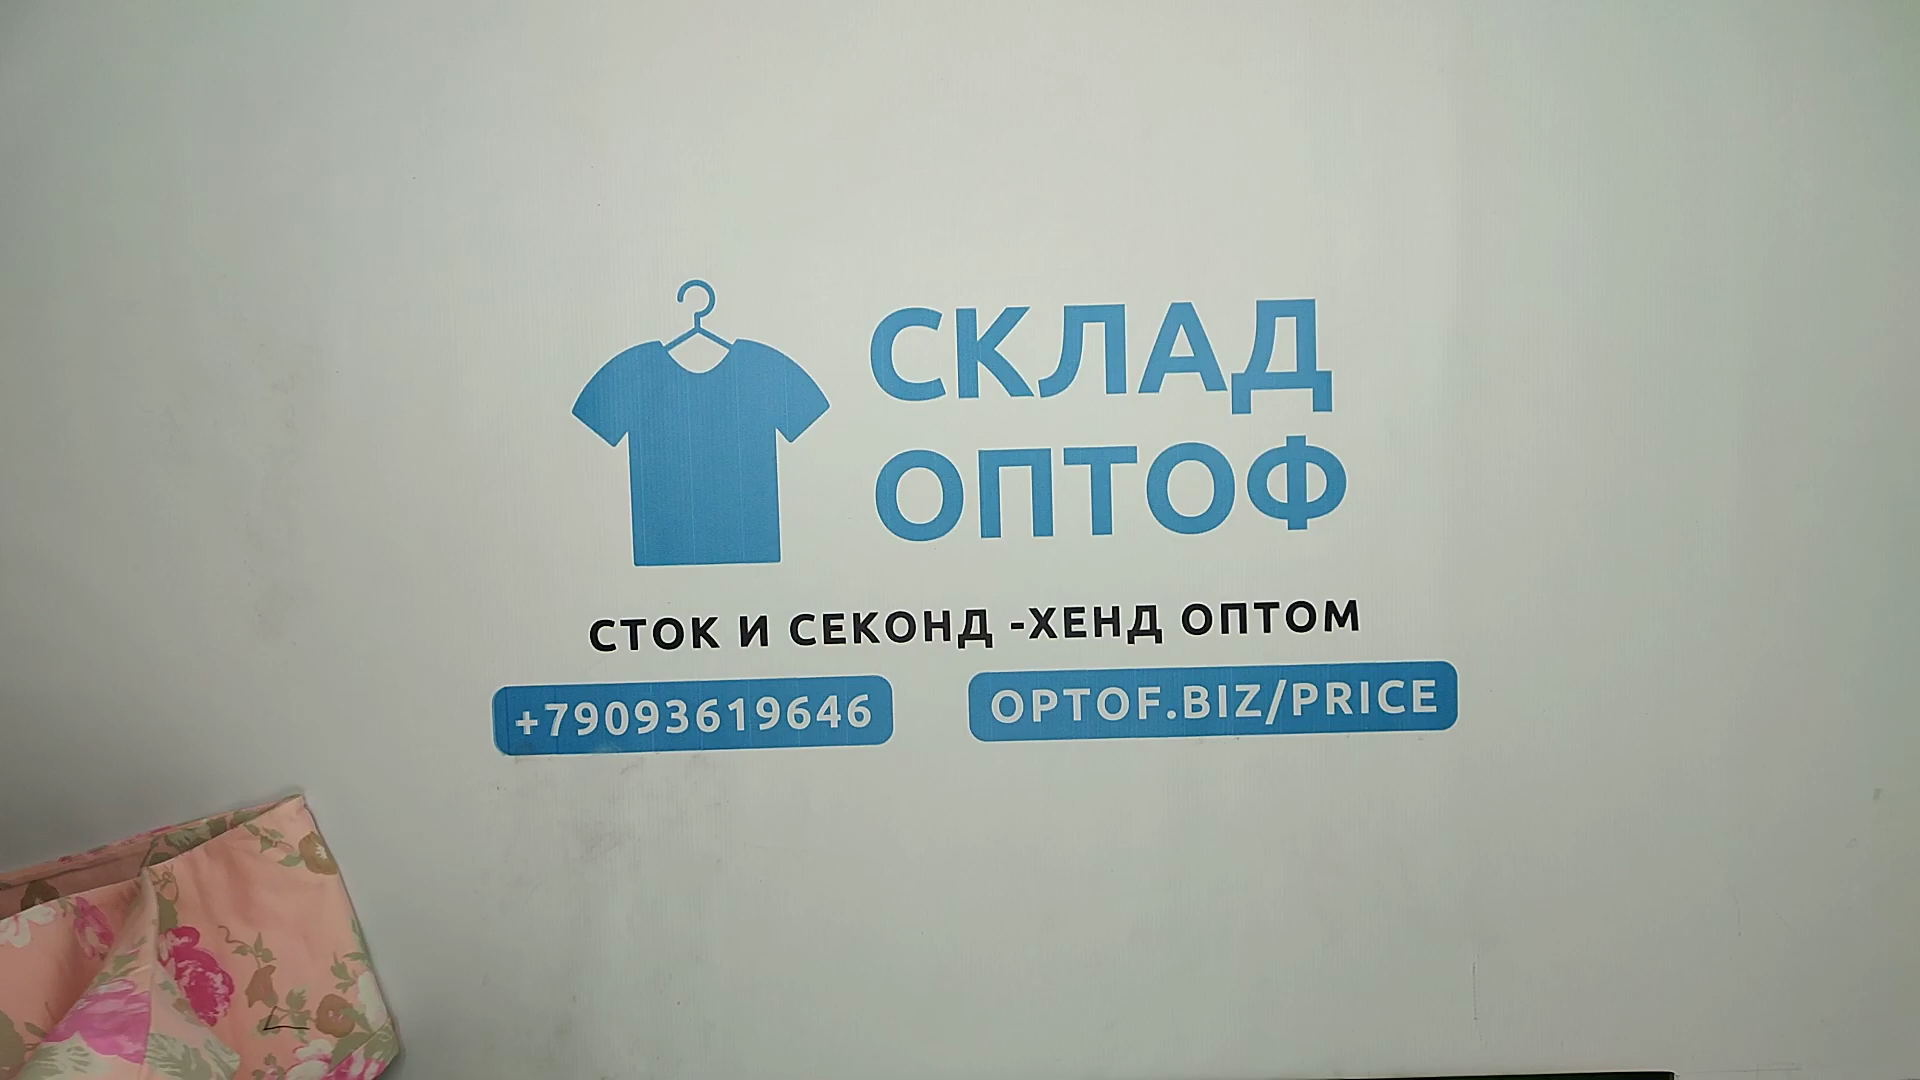 СКЛАД
ОПТОФ
СТОК И СЕКОНД -ХЕНД ОПТОМ
+79093619646
OPTOF.BIZ/PRICE